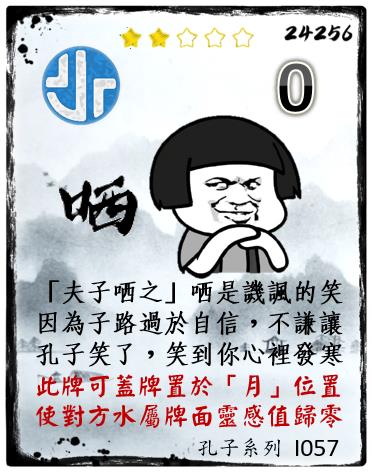 24256
0
哂
「夫子哂之」哂是譏諷的笑
因為子路過於自信，不謙讓
孔子笑了，笑到你心裡發寒
此牌可蓋牌置於「月」位置
使對方水屬牌面靈感值歸零
孔子系列 I057